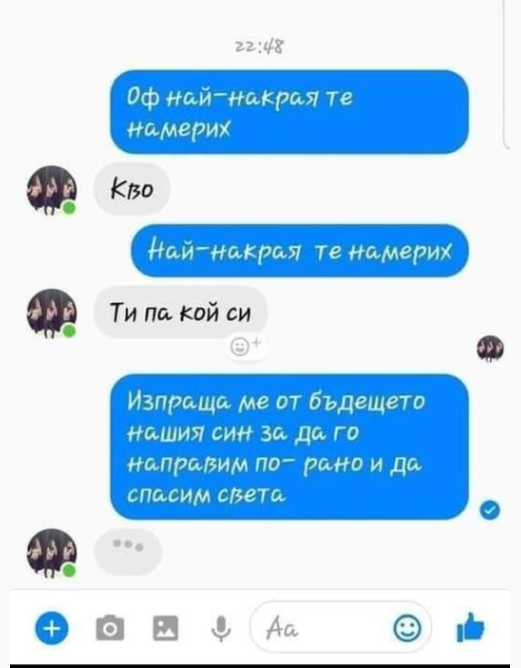 22:48
Оф най-накрая те
намерих
Кво
Най-накрая те намерих
Ти па кой си
Изпраща ме от бъдещето
нашия син за да го
направим по- рано и да
спасим света
Aa